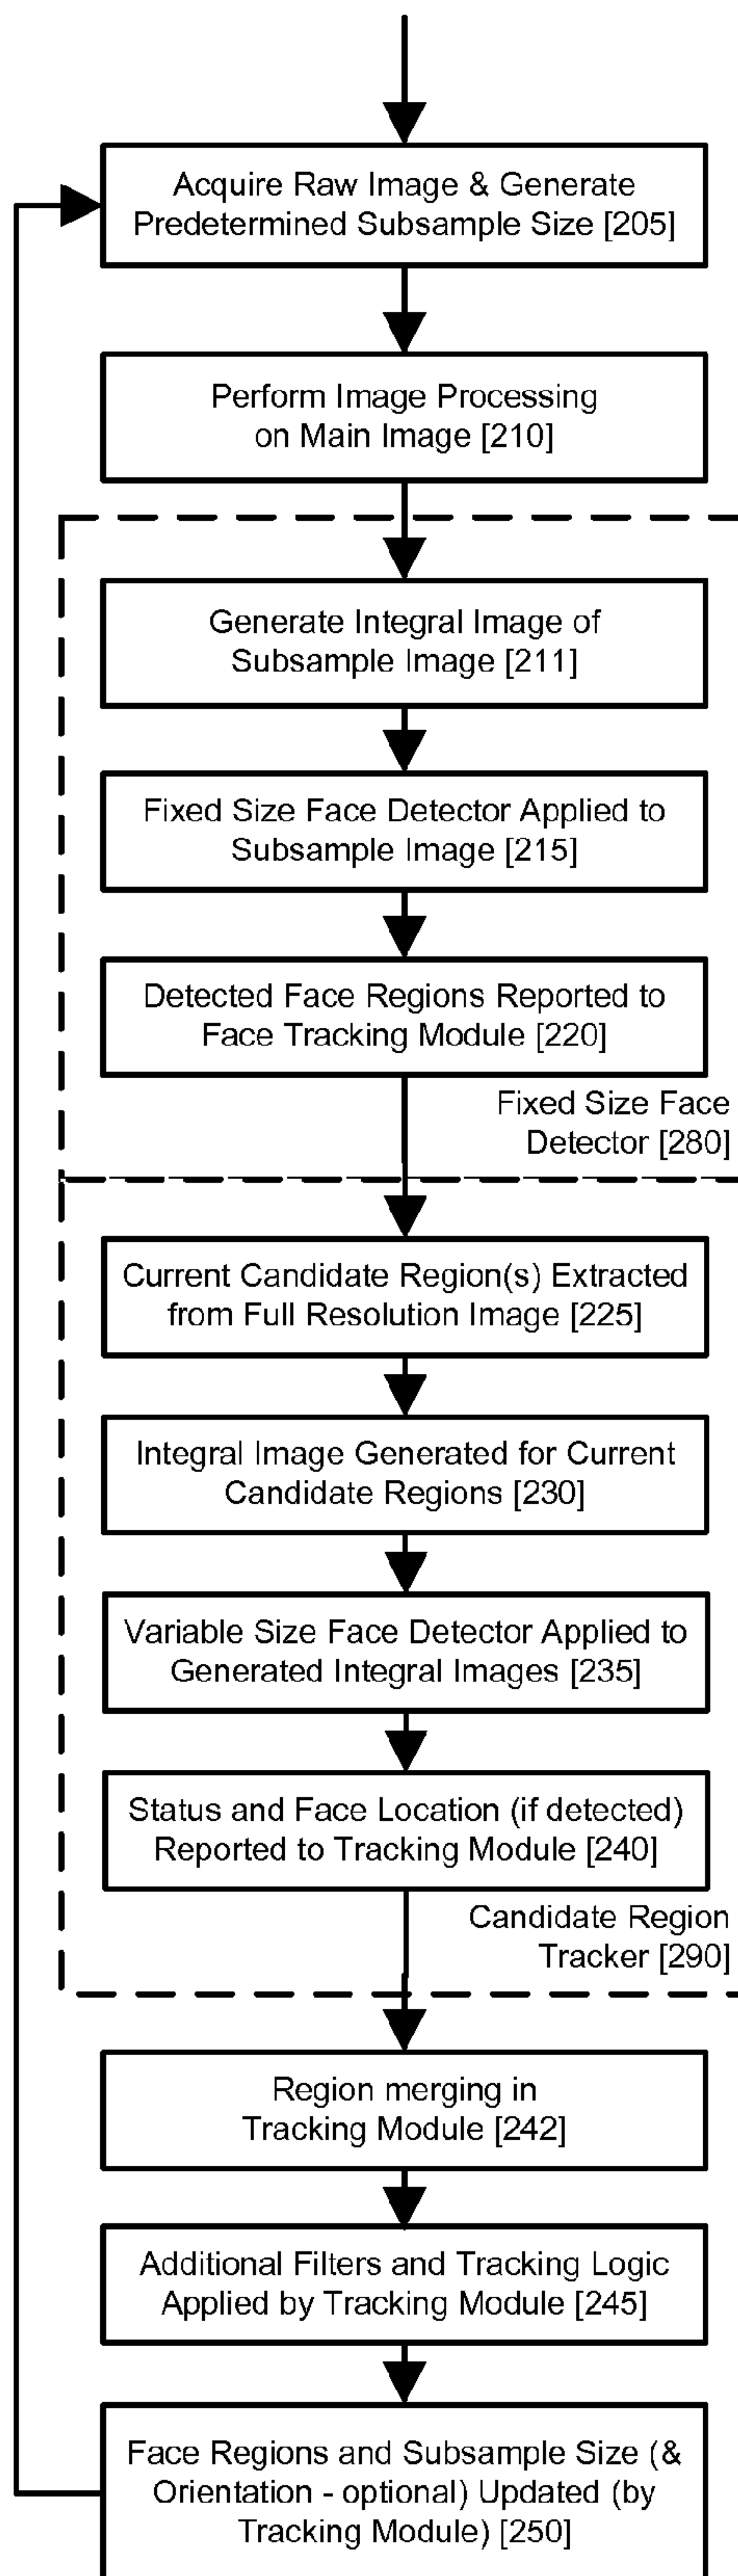 Acquire Raw Image & Generate
Predetermined Subsample Size [205]
Perform Image Processing
on Main Image [210]
Generate Integral Image of
Subsample Image [211]
Fixed Size Face Detector Applied to
Subsample Image [215]
Detected Face Regions Reported to
Face Tracking Module [220]
Fixed Size Face
Detector [280]
Current Candidate Region(s) Extracted
from Full Resolution Image [225]
Integral Image Generated for Current
Candidate Regions [230]
Variable Size Face Detector Applied to
Generated Integral Images [235]
Status and Face Location (if detected)
Reported to Tracking Module [240]
Candidate Region
Tracker [290]
Region merging in
Tracking Module [242]
Additional Filters and Tracking Logic
Applied by Tracking Module [245]
Face Regions and Subsample Size (&
Orientation - optional) Updated (by
Tracking Module) [250]